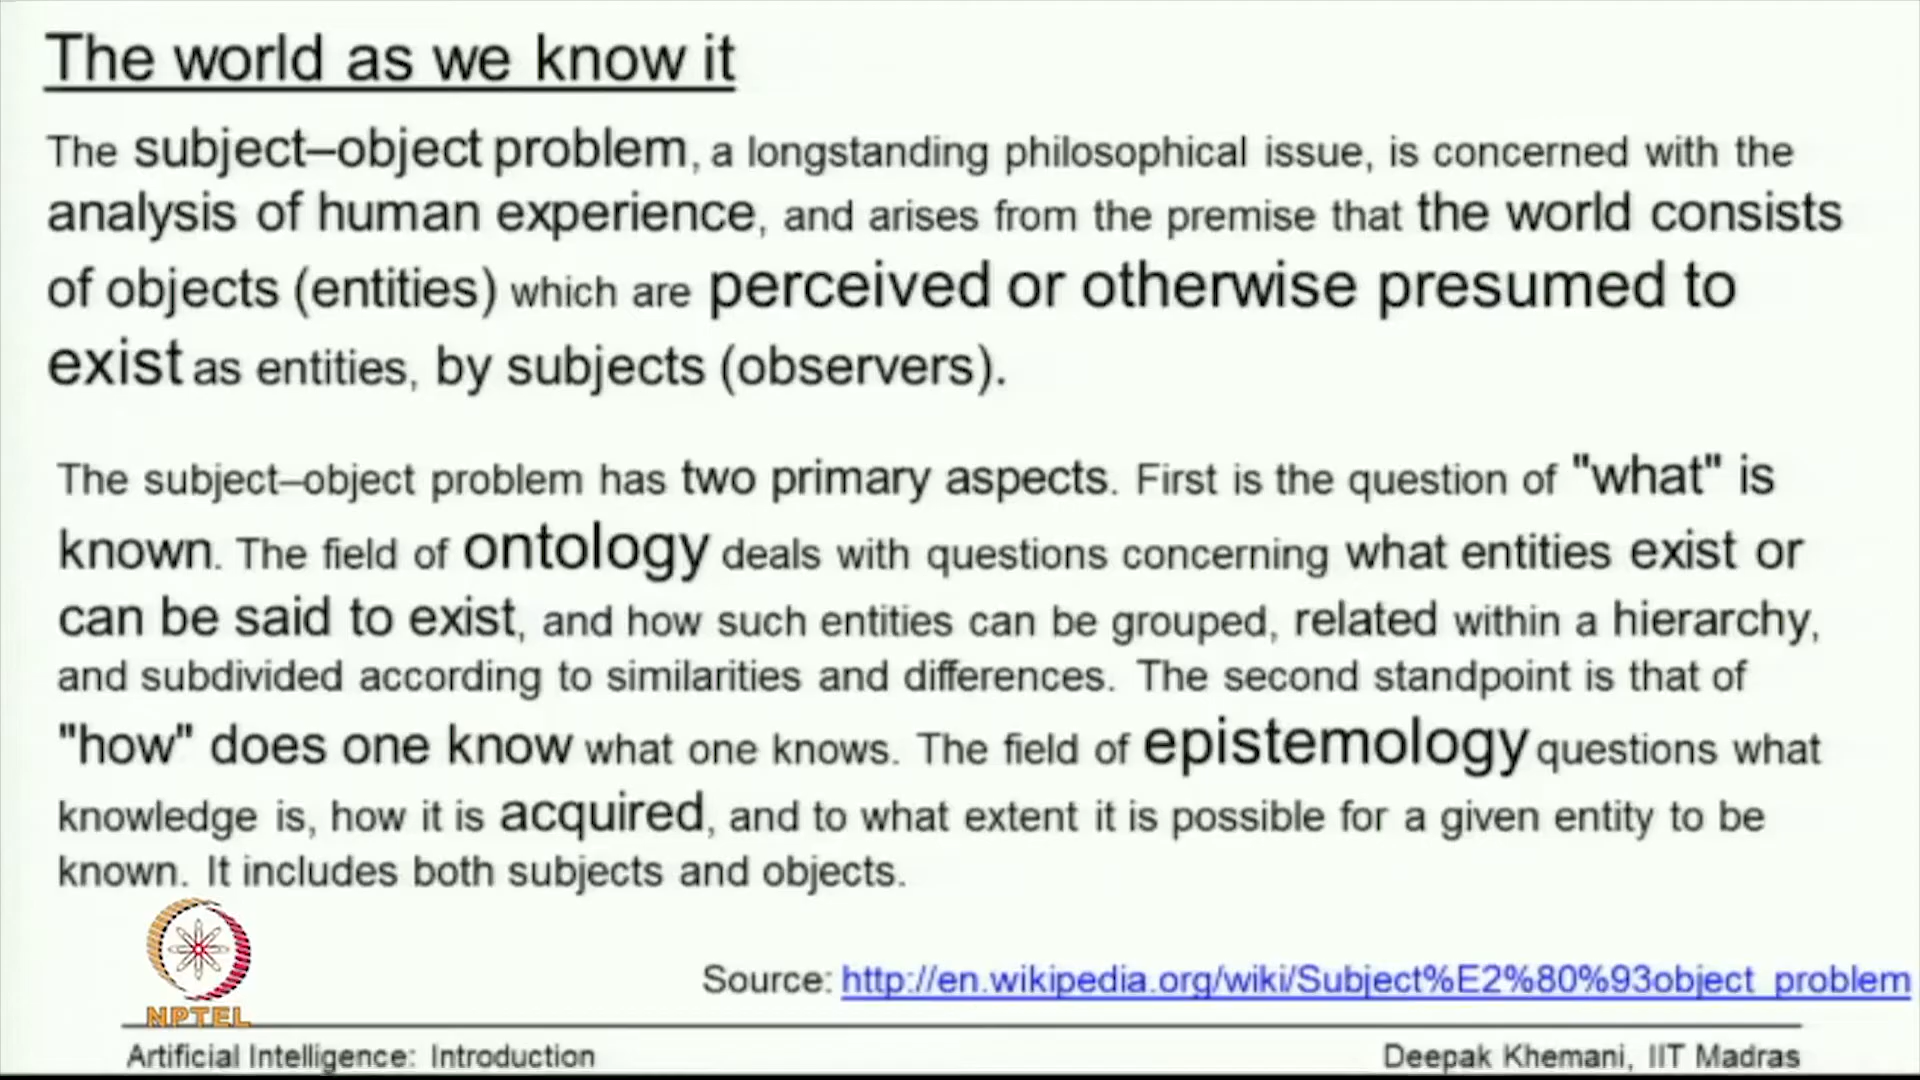 The world as we know it
The subject–object problem, a longstanding philosophical issue, is concerned with the
analysis of human experience, and arises from the premise that the world consists
of objects (entities) which are perceived or otherwise presumed to
exist as entities, by subjects (observers).
The subject–object problem has two primary aspects. First is the question of "what" is
known. The field of ontology deals with questions concerning what entities exist or
can be said to exist, and how such entities can be grouped, related within a hierarchy,
and subdivided according to similarities and differences. The second standpoint is that of
"how" does one know what one knows. The field of epistemology questions what
knowledge is, how it is acquired, and to what extent it is possible for a given entity to be
known. It includes both subjects and objects.
NPTEL
Source: http://en.wikipedia.org/wiki/Subject%E2%80%93object_problem
Artificial Intelligence: Introduction
Deepak Khemani, IIT Madras